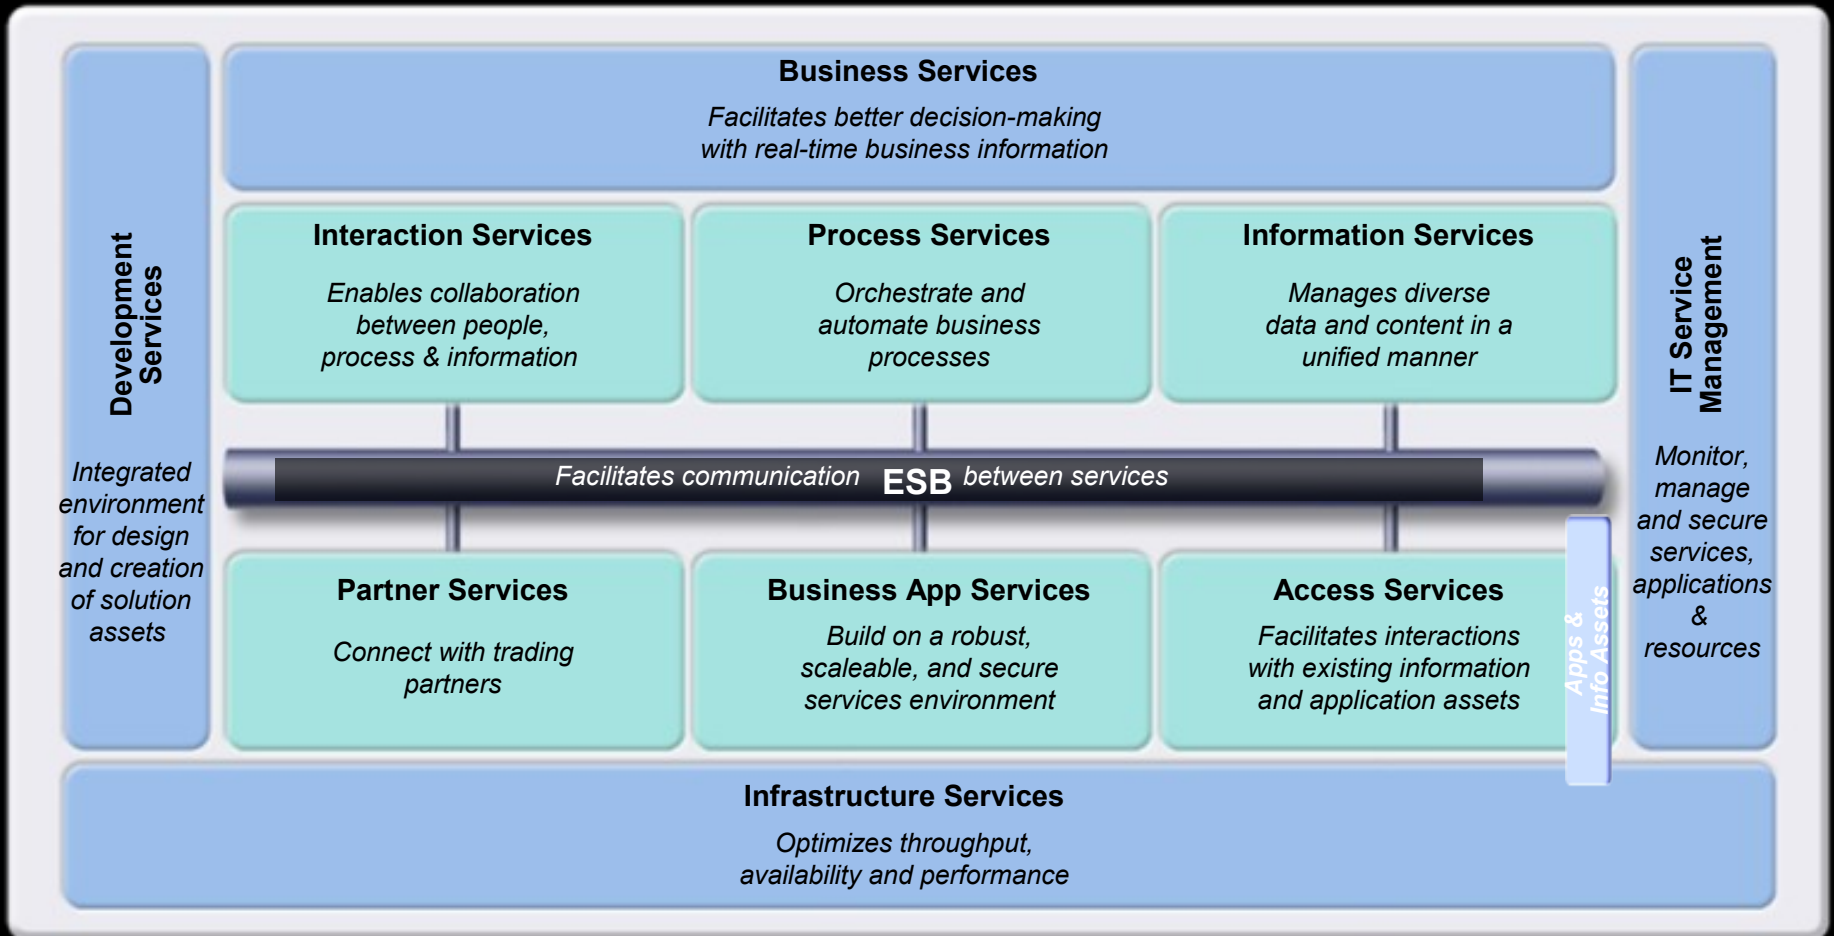 Business Services
Facilitates better decision-making
with real-time business information
Development
Services
Integrated
environment
for design
and creation
of solution
assets
Interaction Services
Enables collaboration
between people,
process & information
Process Services
Orchestrate and
automate business
processes
Information Services
Manages diverse
data and content in a
unified manner
IT Service
Management
Monitor,
manage
and secure
services,
applications
&
resources
Facilitates communication ESB between services
Partner Services
Connect with trading
partners
Business App Services
Build on a robust,
scaleable, and secure
services environment
Access Services
Facilitates interactions
with existing information
and application assets
Apps &
Info Assets
Infrastructure Services
Optimizes throughput,
availability and performance